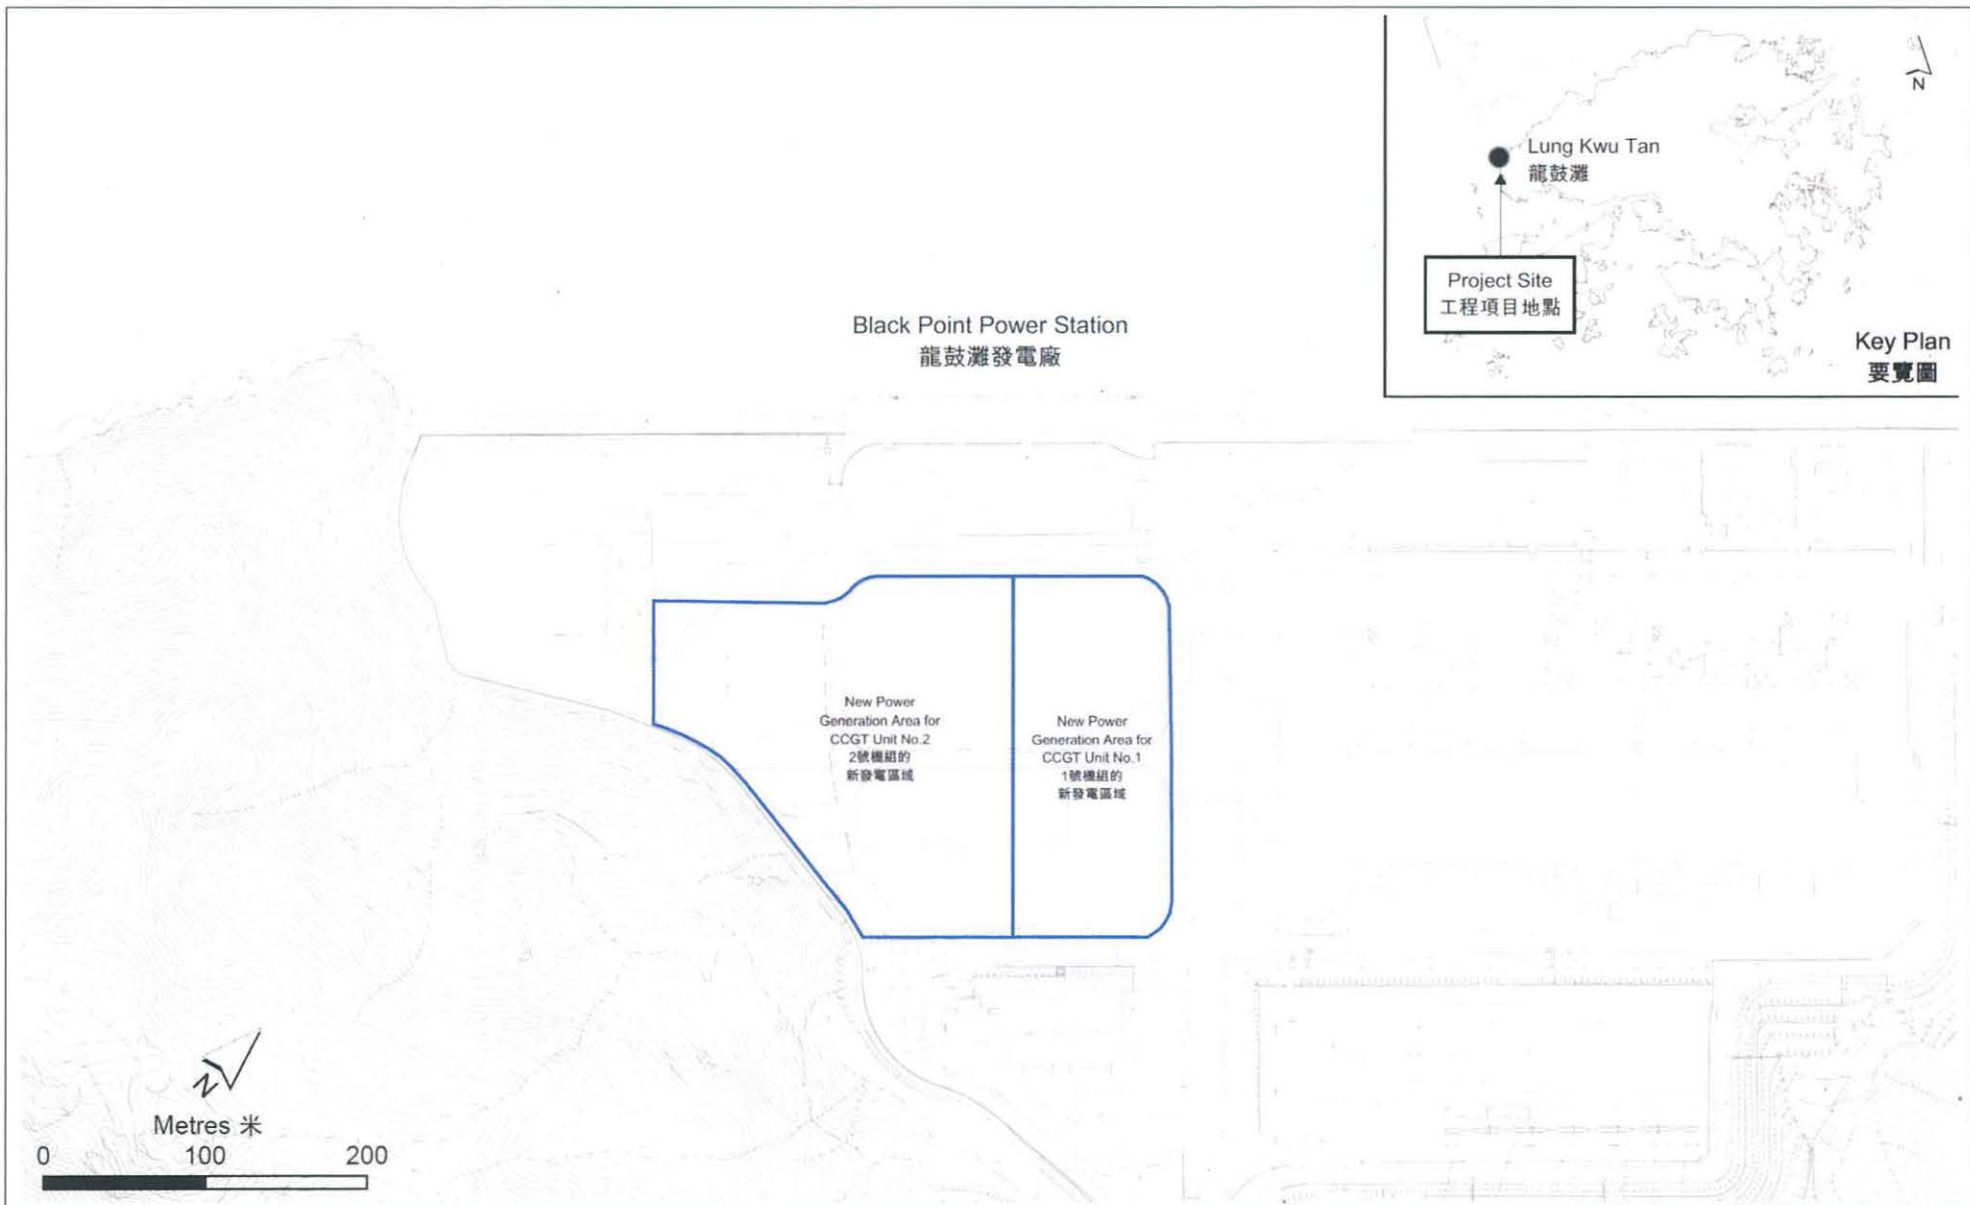 N
Lung Kwu Tan
龍鼓灘
Project Site
工程項目地點
Key Plan
要覽圖
Black Point Power Station
龍鼓灘發電廠
New Power
Generation Area for
CCGT Unit No.2
2號機組的
新發電區域
New Power
Generation Area for
CCGT Unit No.1
1號機組的
新發電區域
N
Metres 米
0 100 200